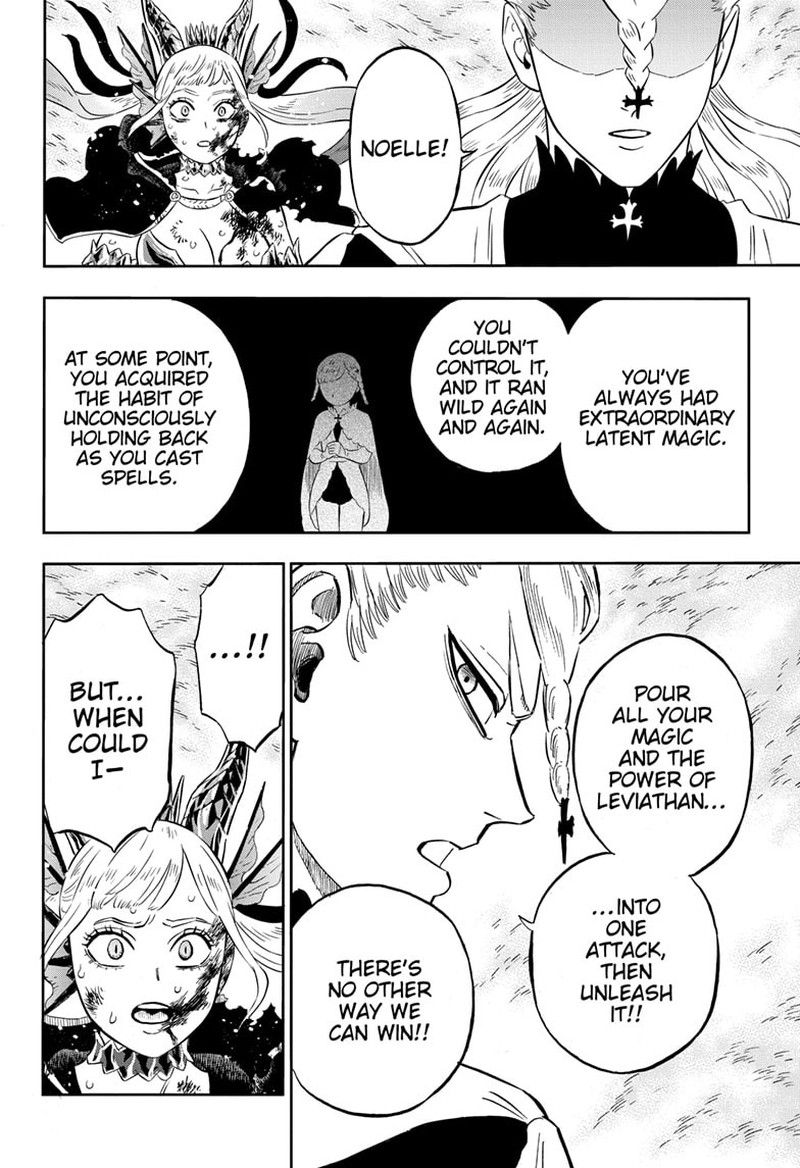 NOELLE!
YOU'VE
ALWAYS HAD
EXTRAORDINARY
LATENT MAGIC.
YOU
COULDN'T
CONTROL IT,
AND IT RAN
WILD AGAIN
AND AGAIN.
AT SOME POINT,
YOU ACQUIRED
THE HABIT OF
UNCONSCIOUSLY
HOLDING BACK
AS YOU CAST
SPELLS.
POUR
ALL YOUR
MAGIC
AND THE
POWER OF
LEVIATHAN...
...INTO
ONE
ATTACK,
THEN
UNLEASH
IT!!
THERE'S
NO OTHER
WAY WE
CAN WIN!!
...!!
BUT...
WHEN
COULD
I–